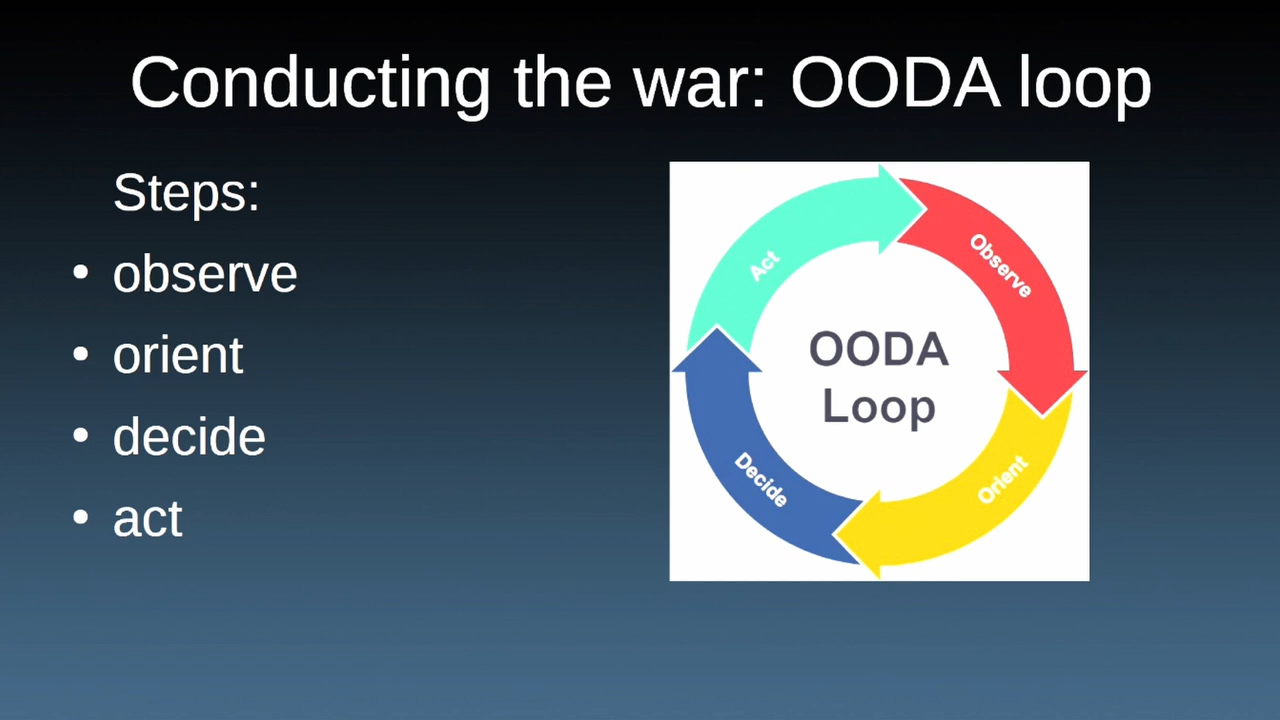 Conducting the war: OODA loop
Steps:
• observe
• orient
• decide
• act
Act
Observe
OODA
Loop
Decide
Orient